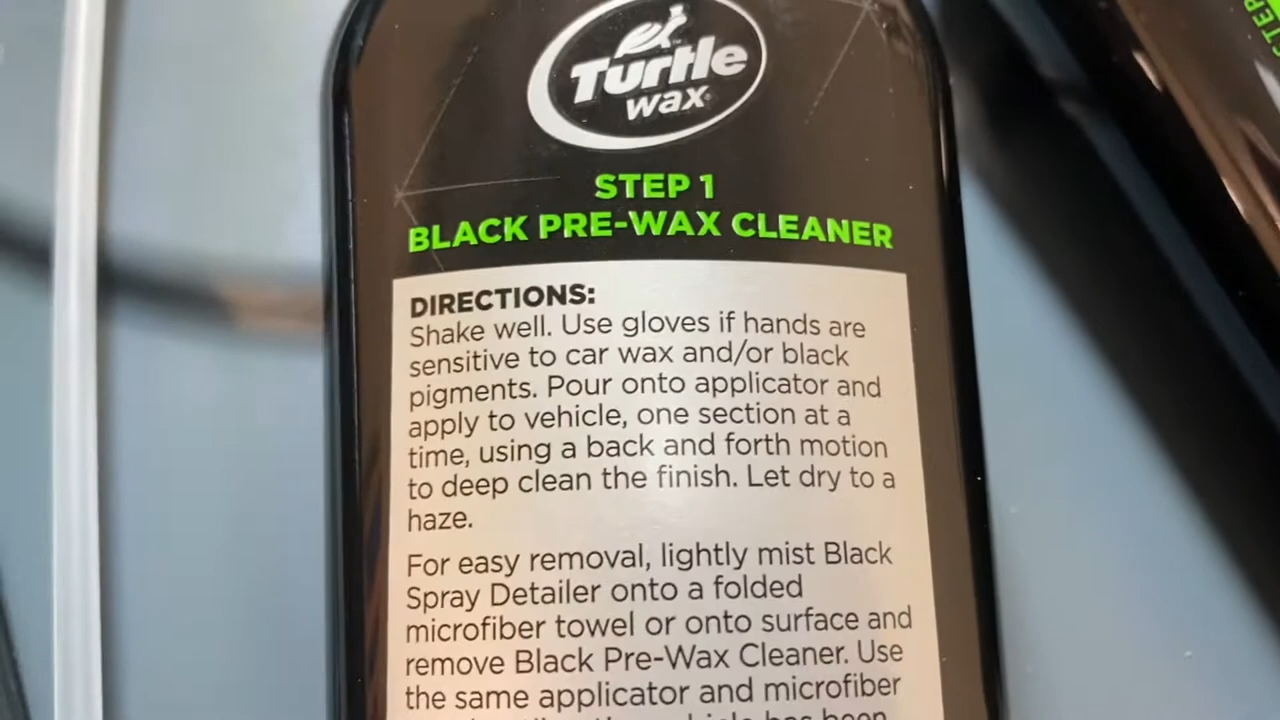 Turtle
wax
STEP 1
BLACK PRE-WAX CLEANER
DIRECTIONS:
Shake well. Use gloves if hands are
sensitive to car wax and/or black
pigments. Pour onto applicator and
apply to vehicle, one section at a
time, using a back and forth motion
to deep clean the finish. Let dry to a
haze.
For easy removal, lightly mist Black
Spray Detailer onto a folded
microfiber towel or onto surface and
remove Black Pre-Wax Cleaner. Use
the same applicator and microfiber